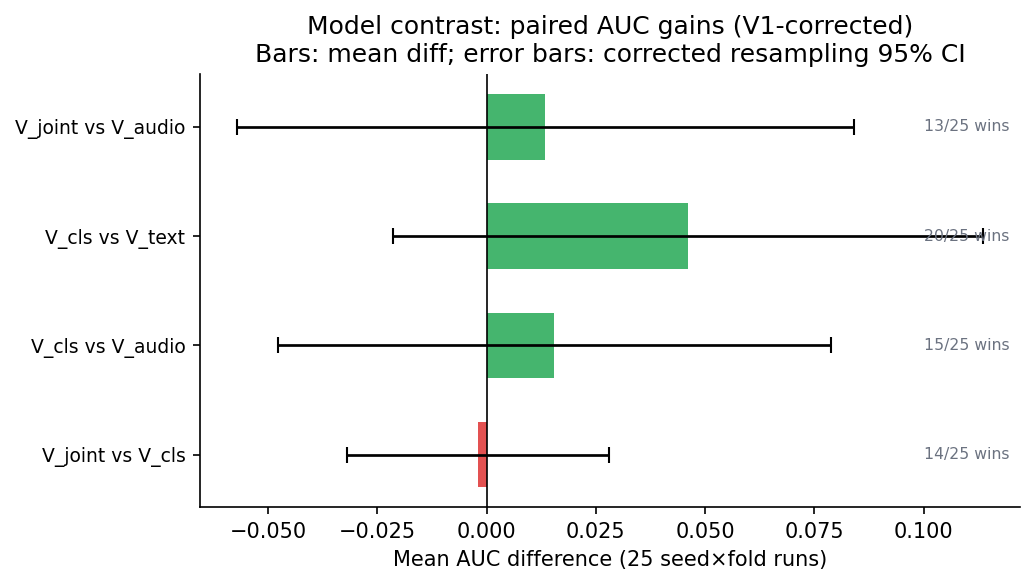 Model contrast: paired AUC gains (V1-corrected)
Bars: mean diff; error bars: corrected resampling 95% CI
V_joint vs V_audio
13/25 wins
V_cls vs V_text
20/25 wins
V_cls vs V_audio
15/25 wins
V_joint vs V_cls
14/25 wins
−0.050 −0.025 0.000 0.025 0.050 0.075 0.100
Mean AUC difference (25 seed×fold runs)